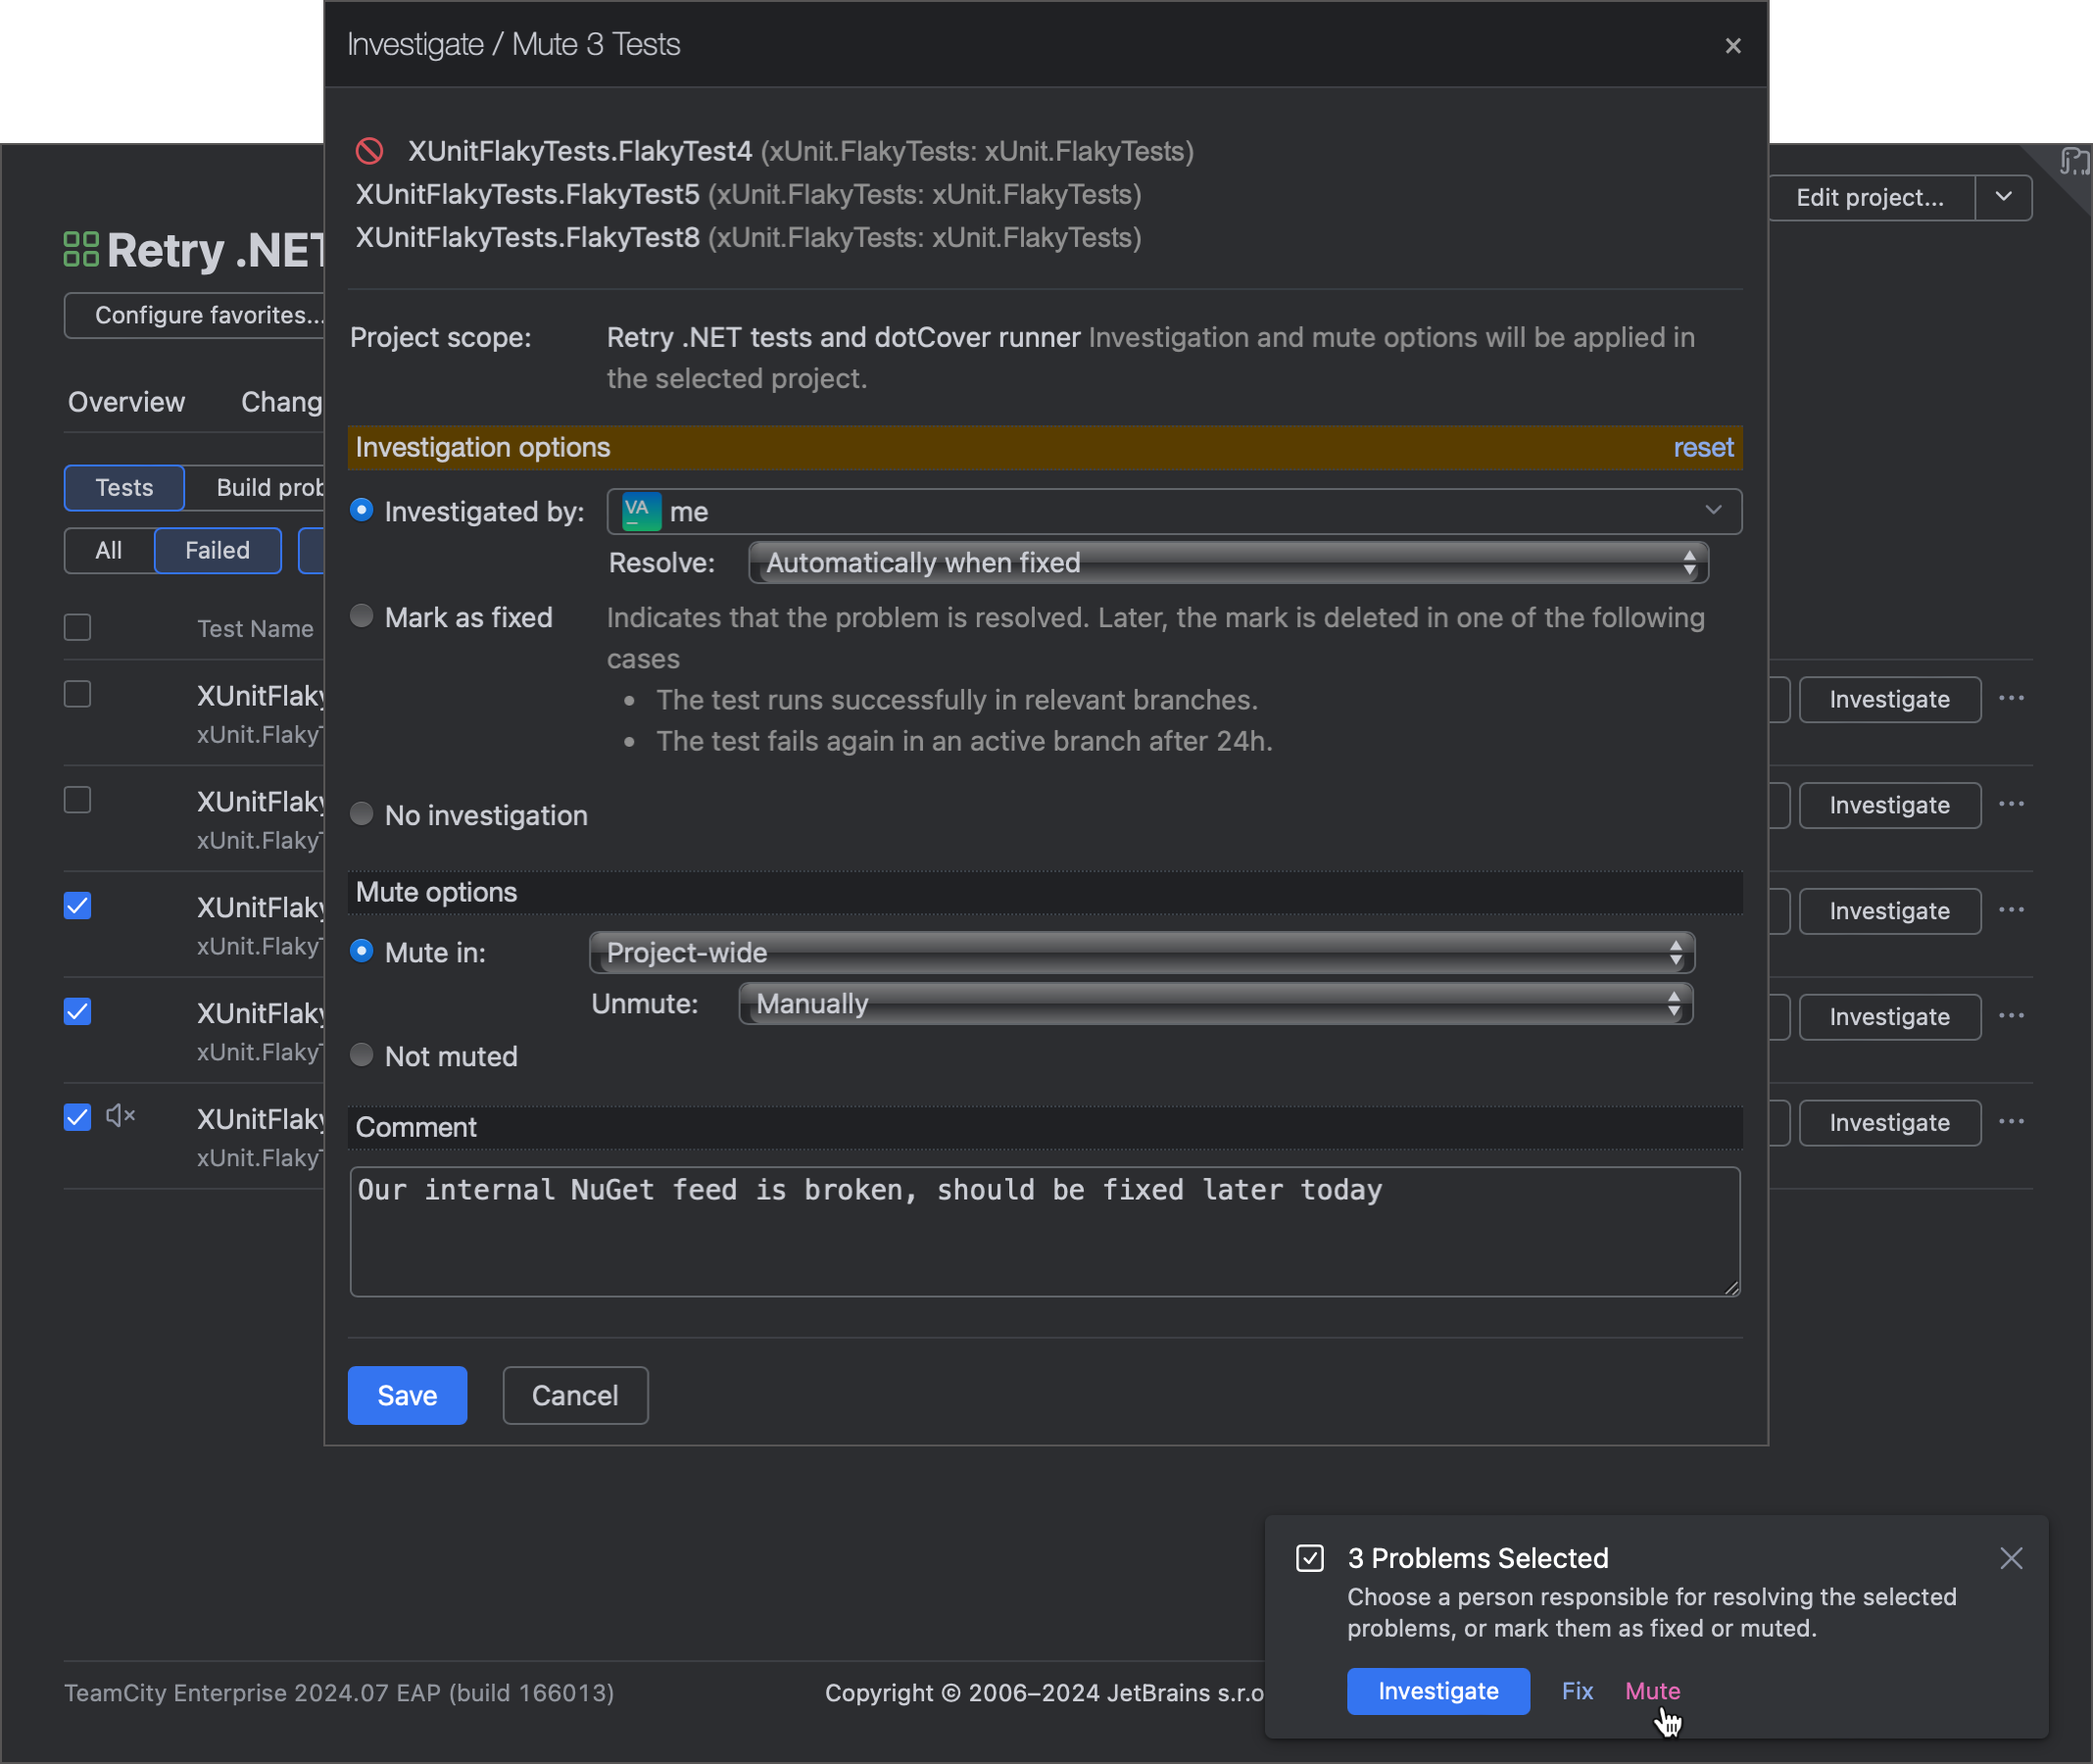 Investigate / Mute 3 Tests
XUnitFlakyTests.FlakyTest4 (xUnit.FlakyTests: xUnit.FlakyTests)
XUnitFlakyTests.FlakyTest5 (xUnit.FlakyTests: xUnit.FlakyTests)
XUnitFlakyTests.FlakyTest8 (xUnit.FlakyTests: xUnit.FlakyTests)
Project scope: Retry .NET tests and dotCover runner Investigation and mute options will be applied in
the selected project.
Investigation options reset
Investigated by: VA me
Resolve: Automatically when fixed
Mark as fixed Indicates that the problem is resolved. Later, the mark is deleted in one of the following
cases
• The test runs successfully in relevant branches.
• The test fails again in an active branch after 24h.
No investigation
Mute options
Mute in: Project-wide
Unmute: Manually
Not muted
Comment
Our internal NuGet feed is broken, should be fixed later today
Save Cancel
Edit project...
Retry .NET
Configure favorites...
Overview Chang
Tests Build prob
All Failed
Test Name
XUnitFlaky
xUnit.FlakyT
Investigate ...
XUnitFlaky
xUnit.FlakyT
Investigate ...
XUnitFlaky
xUnit.FlakyT
Investigate ...
XUnitFlaky
xUnit.FlakyT
Investigate ...
XUnitFlaky
xUnit.FlakyT
Investigate ...
3 Problems Selected
Choose a person responsible for resolving the selected
problems, or mark them as fixed or muted.
Investigate Fix Mute
TeamCity Enterprise 2024.07 EAP (build 166013)
Copyright © 2006–2024 JetBrains s.r.o